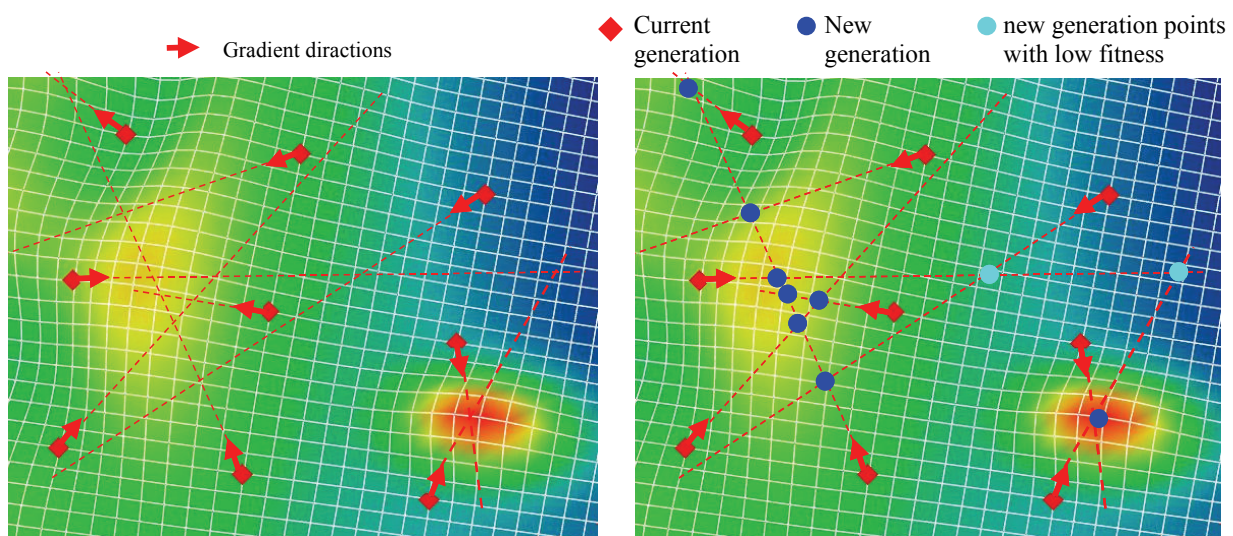 Gradient diractions
Current
generation
New
generation
new generation points
with low fitness